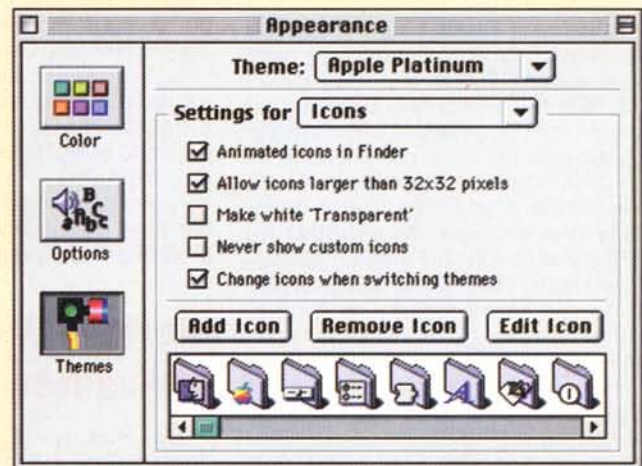 Appearance
Theme: Apple Platinum
Settings for Icons
Color
Animated icons in Finder
Allow icons larger than 32x32 pixels
Make white 'Transparent'
Options
Never show custom icons
Change icons when switching themes
Themes
Add Icon Remove Icon Edit Icon